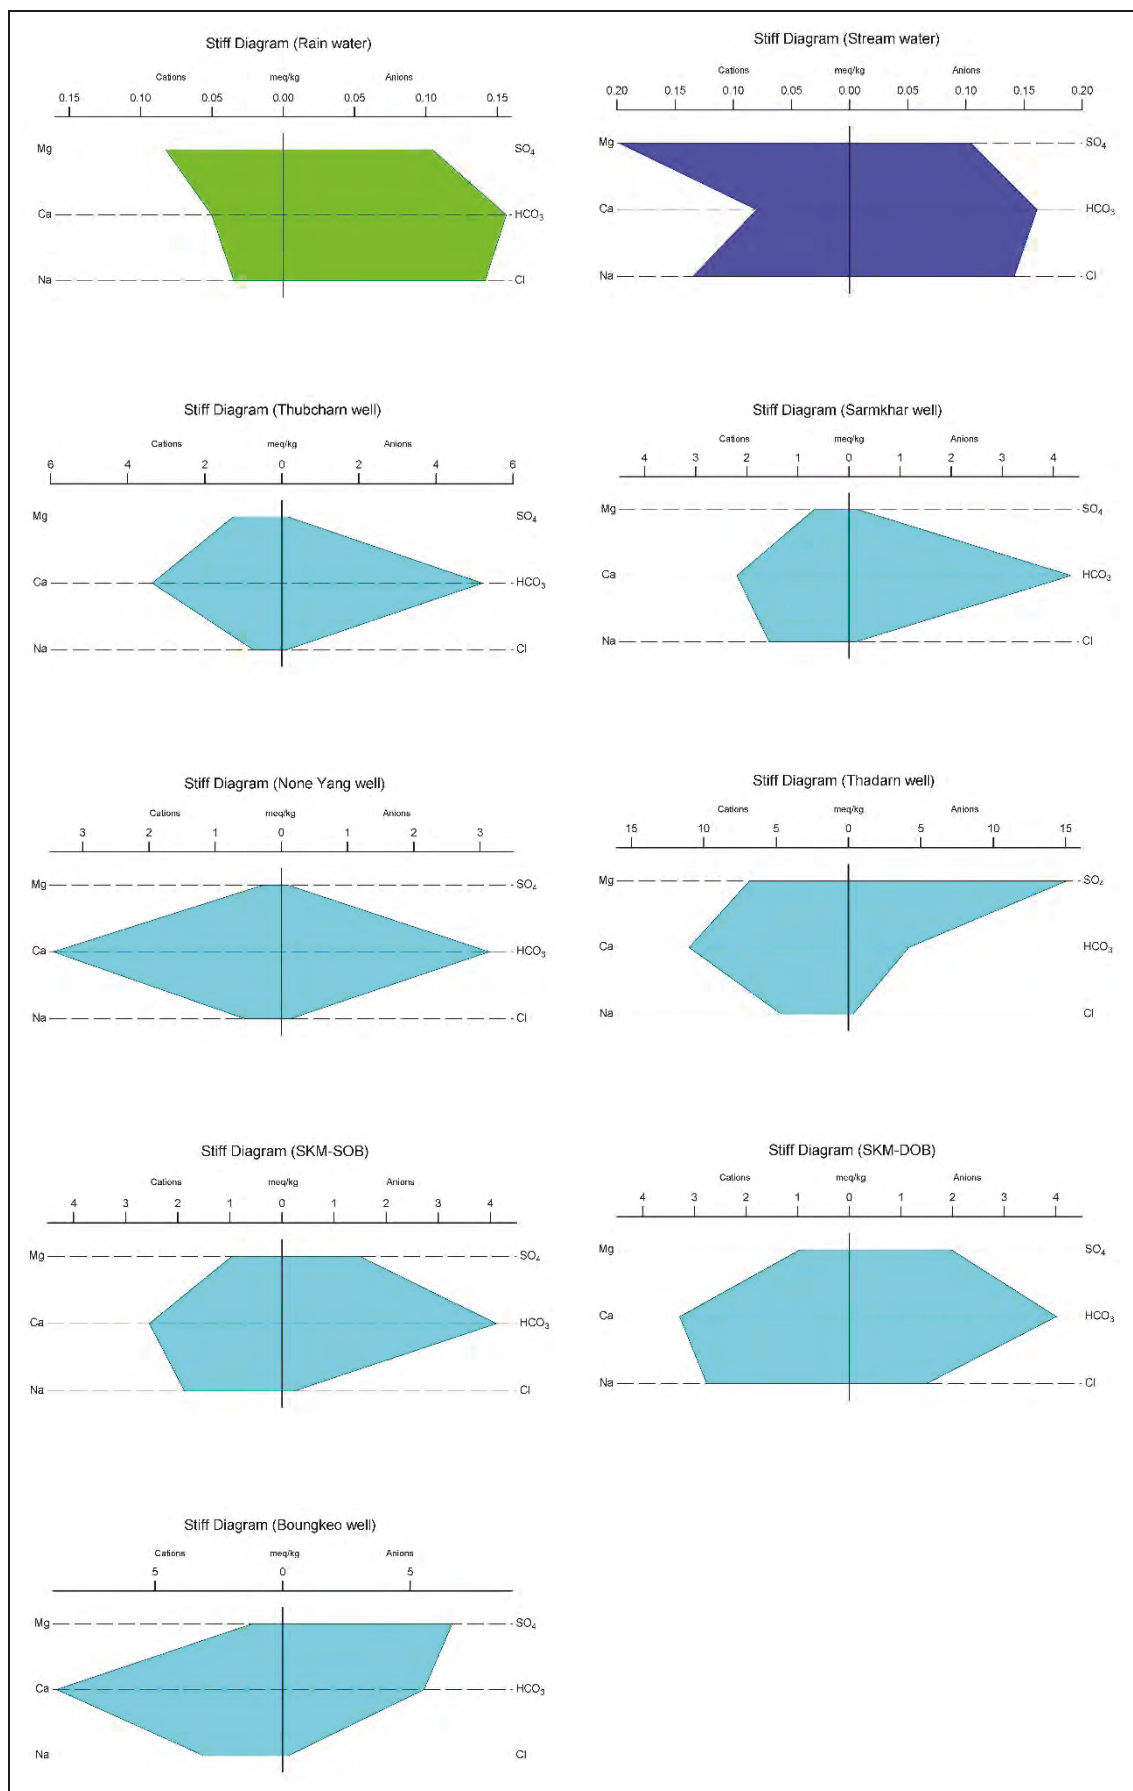 Stiff Diagram (Rain water)
Cations meq/kg Anions
0.15 0.10 0.05 0.00 0.05 0.10 0.15
Mg SO4
Ca HCO3
Na Cl
Stiff Diagram (Stream water)
Cations meq/kg Anions
0.20 0.15 0.10 0.05 0.00 0.05 0.10 0.15 0.20
Mg SO4
Ca HCO3
Na Cl
Stiff Diagram (Thubcharn well)
Cations meq/kg Anions
6 4 2 0 2 4 6
Mg SO4
Ca HCO3
Na Cl
Stiff Diagram (Sarmkhar well)
Cations meq/kg Anions
4 3 2 1 0 1 2 3 4
Mg SO4
Ca HCO3
Na Cl
Stiff Diagram (None Yang well)
Cations meq/kg Anions
3 2 1 0 1 2 3
Mg SO4
Ca HCO3
Na Cl
Stiff Diagram (Thadarn well)
Cations meq/kg Anions
15 10 5 0 5 10 15
Mg SO4
Ca HCO3
Na Cl
Stiff Diagram (SKM-SOB)
Cations meq/kg Anions
4 3 2 1 0 1 2 3 4
Mg SO4
Ca HCO3
Na Cl
Stiff Diagram (SKM-DOB)
Cations meq/kg Anions
4 3 2 1 0 1 2 3 4
Mg SO4
Ca HCO3
Na Cl
Stiff Diagram (Boungkeo well)
Cations meq/kg Anions
5 0 5
Mg SO4
Ca HCO3
Na Cl